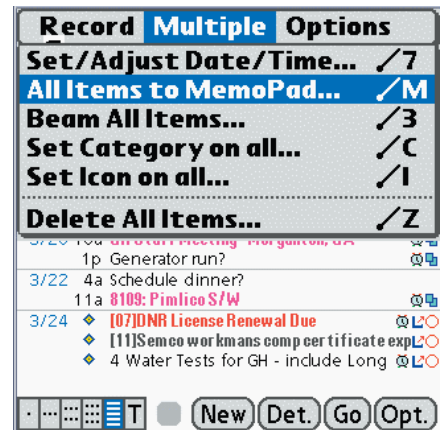 Record Multiple Options
Set/Adjust Date/Time... /7
All Items to MemoPad... /M
Beam All Items... /3
Set Category on all... /C
Set Icon on all... /I
Delete All Items... /Z
1p Generator run?
3/22 4a Schedule dinner?
11a 8109: Pimlico S/W
3/24 [07]DNR License Renewal Due
[11]Semco workmans comp certificate exp
4 Water Tests for GH - include Long
T New Det. Go Opt.